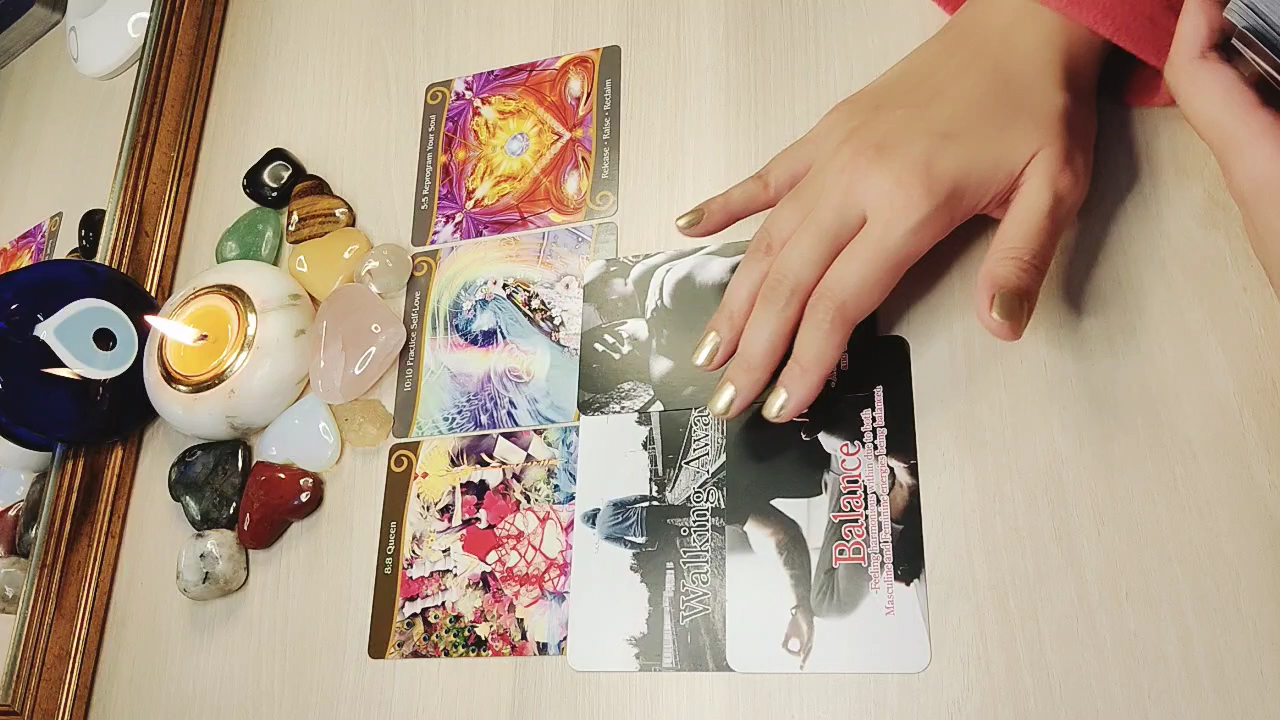 5:5 Reprogram Your Soul
Release • Raise • Reclaim
10:10 Practice Self-Love
8:8 Queen
Walking Away
Balance
-Feeling harmonious within due to both
Masculine and Feminine energies being balanced